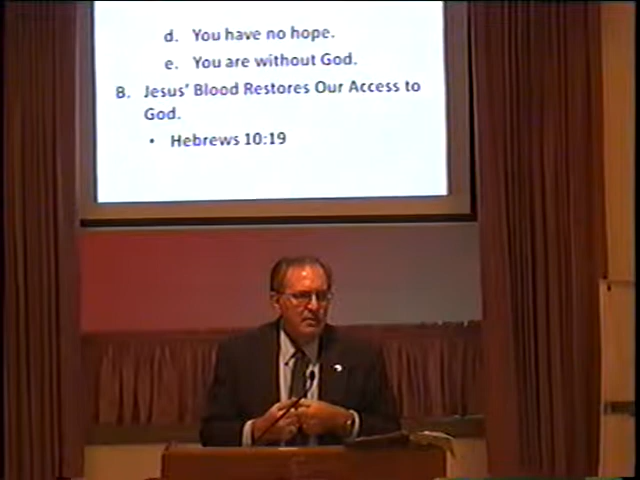 d. You have no hope.
e. You are without God.
B. Jesus' Blood Restores Our Access to
God.
• Hebrews 10:19